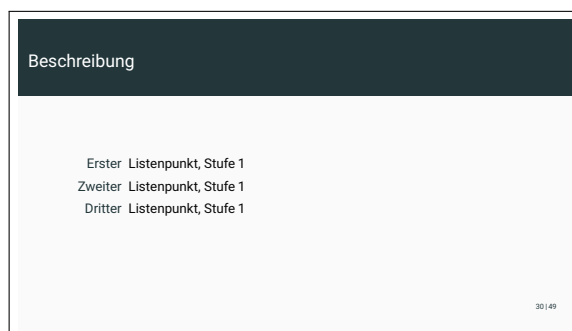 Beschreibung
Erster Listenpunkt, Stufe 1
Zweiter Listenpunkt, Stufe 1
Dritter Listenpunkt, Stufe 1
30|49